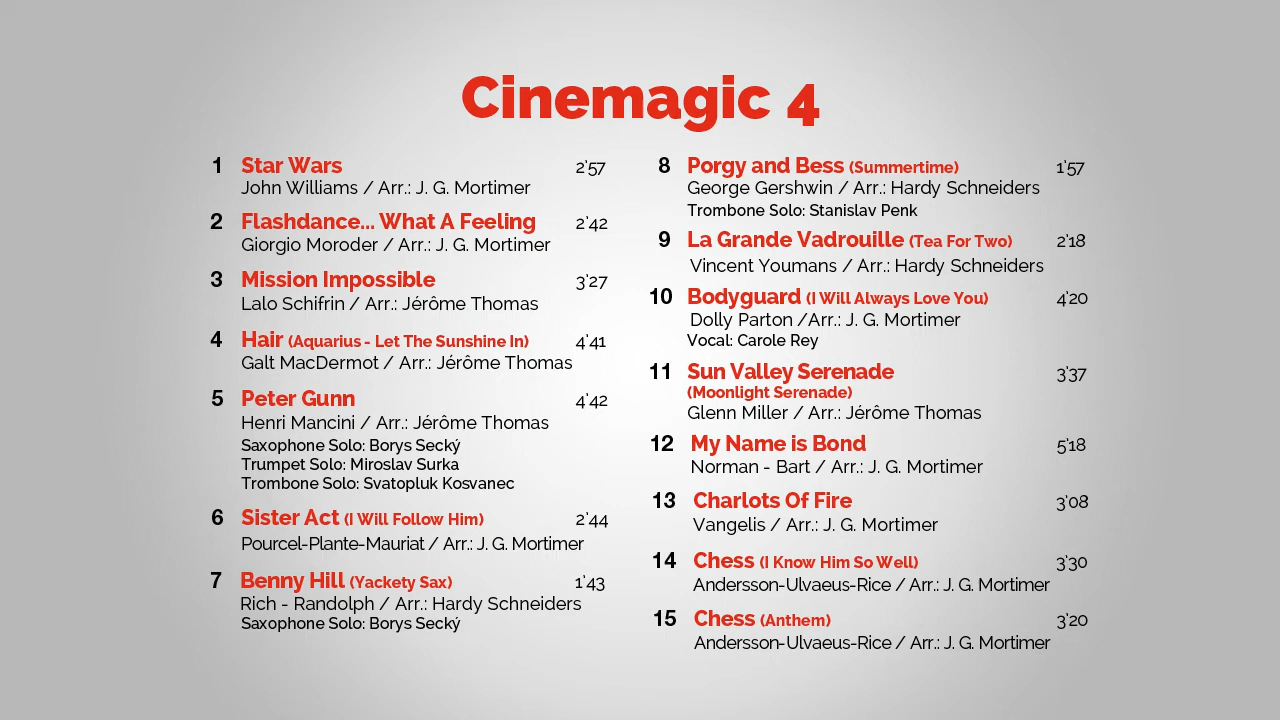 Cinemagic 4
1 Star Wars 2'57
John Williams / Arr.: J. G. Mortimer
2 Flashdance... What A Feeling 2'42
Giorgio Moroder / Arr.: J. G. Mortimer
3 Mission Impossible 3'27
Lalo Schifrin / Arr.: Jérôme Thomas
4 Hair (Aquarius - Let The Sunshine In) 4'41
Galt MacDermot / Arr.: Jérôme Thomas
5 Peter Gunn 4'42
Henri Mancini / Arr.: Jérôme Thomas
Saxophone Solo: Borys Secký
Trumpet Solo: Miroslav Surka
Trombone Solo: Svatopluk Kosvanec
6 Sister Act (I Will Follow Him) 2'44
Pourcel-Plante-Mauriat / Arr.: J. G. Mortimer
7 Benny Hill (Yackety Sax) 1'43
Rich - Randolph / Arr.: Hardy Schneiders
Saxophone Solo: Borys Secký
8 Porgy and Bess (Summertime) 1'57
George Gershwin / Arr.: Hardy Schneiders
Trombone Solo: Stanislav Penk
9 La Grande Vadrouille (Tea For Two) 2'18
Vincent Youmans / Arr.: Hardy Schneiders
10 Bodyguard (I Will Always Love You) 4'20
Dolly Parton /Arr.: J. G. Mortimer
Vocal: Carole Rey
11 Sun Valley Serenade 3'37
(Moonlight Serenade)
Glenn Miller / Arr.: Jérôme Thomas
12 My Name is Bond 5'18
Norman - Bart / Arr.: J. G. Mortimer
13 Charlots Of Fire 3'08
Vangelis / Arr.: J. G. Mortimer
14 Chess (I Know Him So Well) 3'30
Andersson-Ulvaeus-Rice / Arr.: J. G. Mortimer
15 Chess (Anthem) 3'20
Andersson-Ulvaeus-Rice / Arr.: J. G. Mortimer